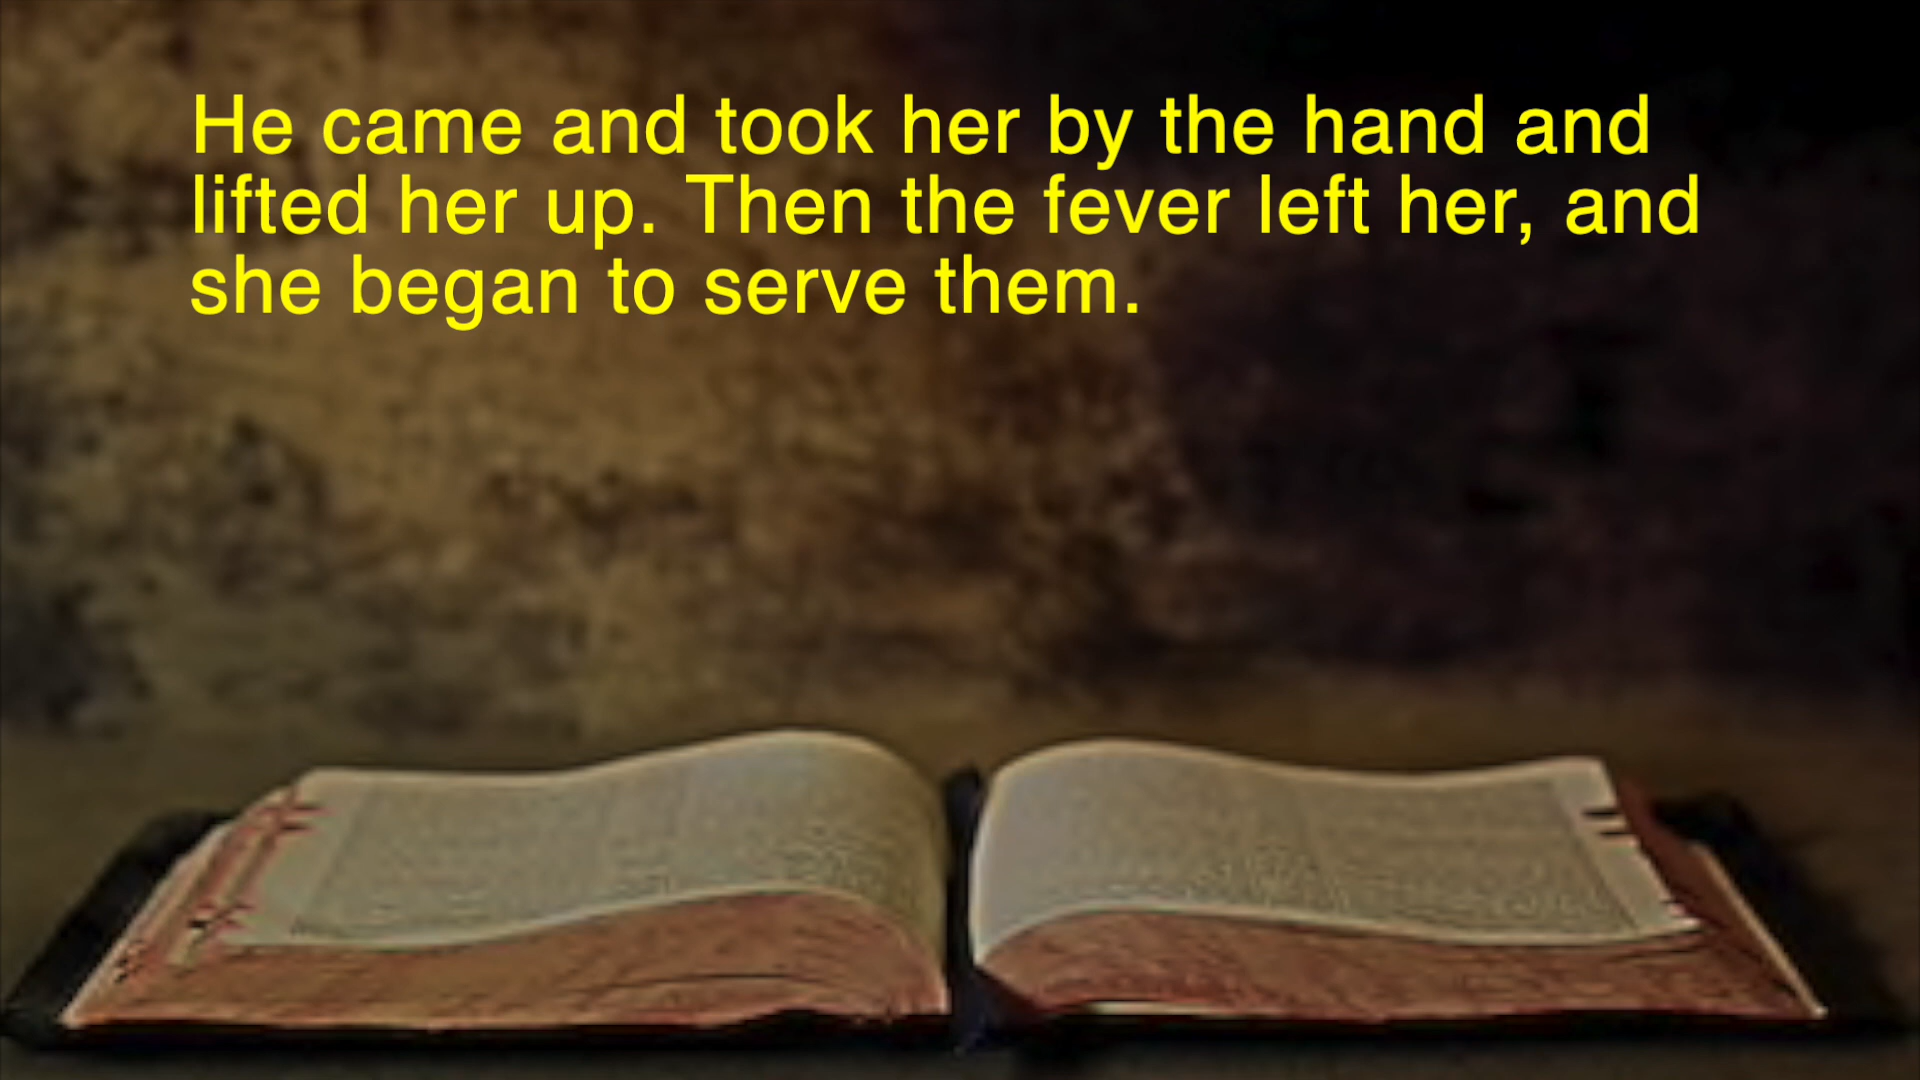 He came and took her by the hand and
lifted her up. Then the fever left her, and
she began to serve them.